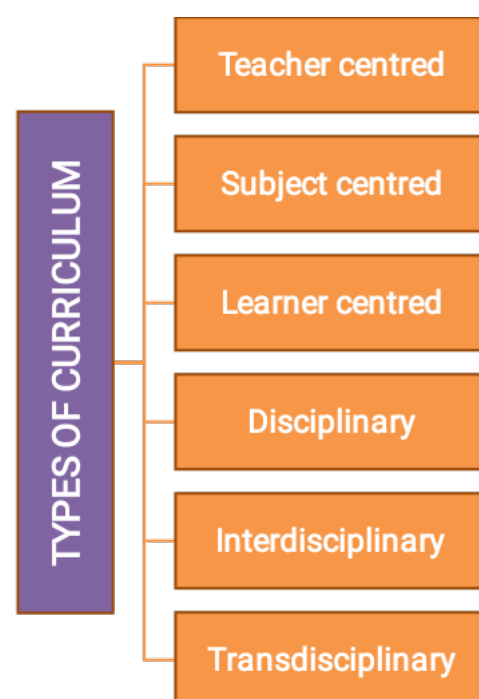 TYPES OF CURRICULUM
Teacher centred
Subject centred
Learner centred
Disciplinary
Interdisciplinary
Transdisciplinary